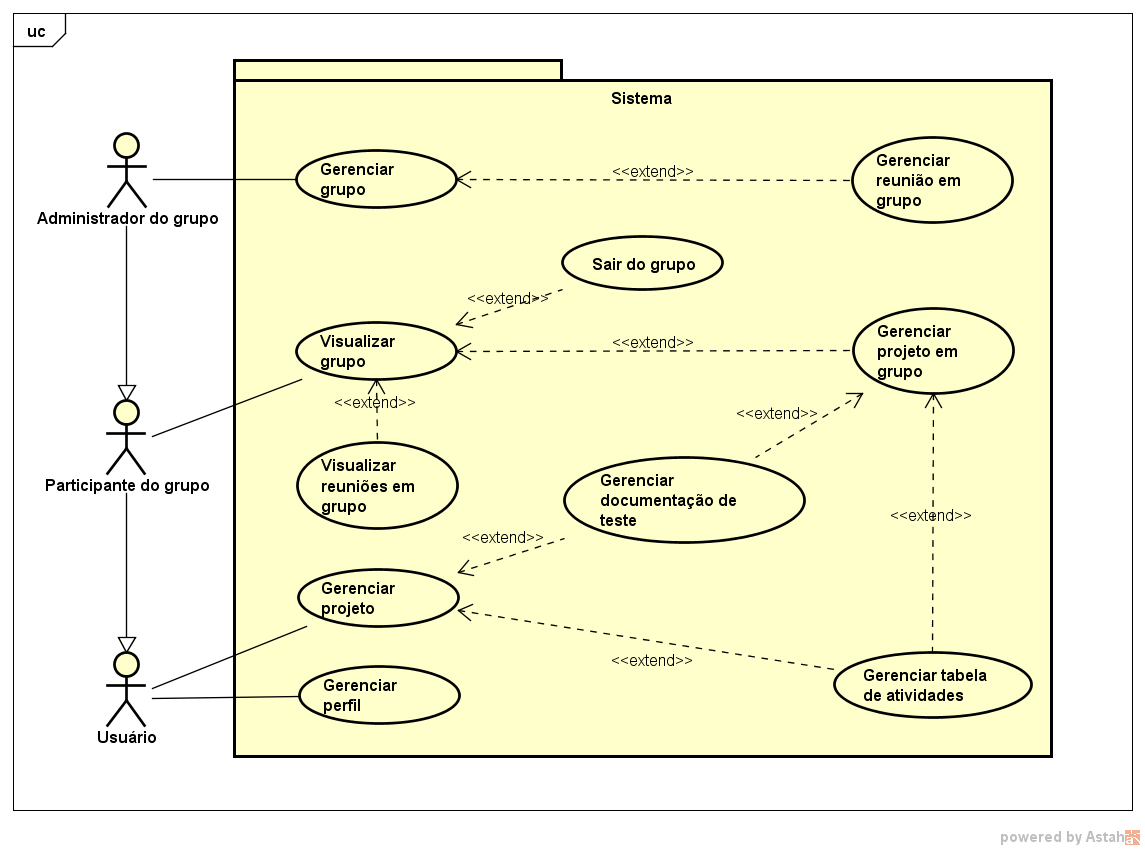 uc
Sistema
Gerenciar
grupo
<<extend>>
Gerenciar
reunião em
grupo
Administrador do grupo
Sair do grupo
<<extend>>
Visualizar
grupo
<<extend>>
Gerenciar
projeto em
grupo
<<extend>>
<<extend>>
Participante do grupo
Visualizar
reuniões em
grupo
Gerenciar
documentação de
teste
<<extend>>
<<extend>>
Gerenciar
projeto
<<extend>>
Gerenciar
perfil
Gerenciar tabela
de atividades
Usuário
powered by Astah